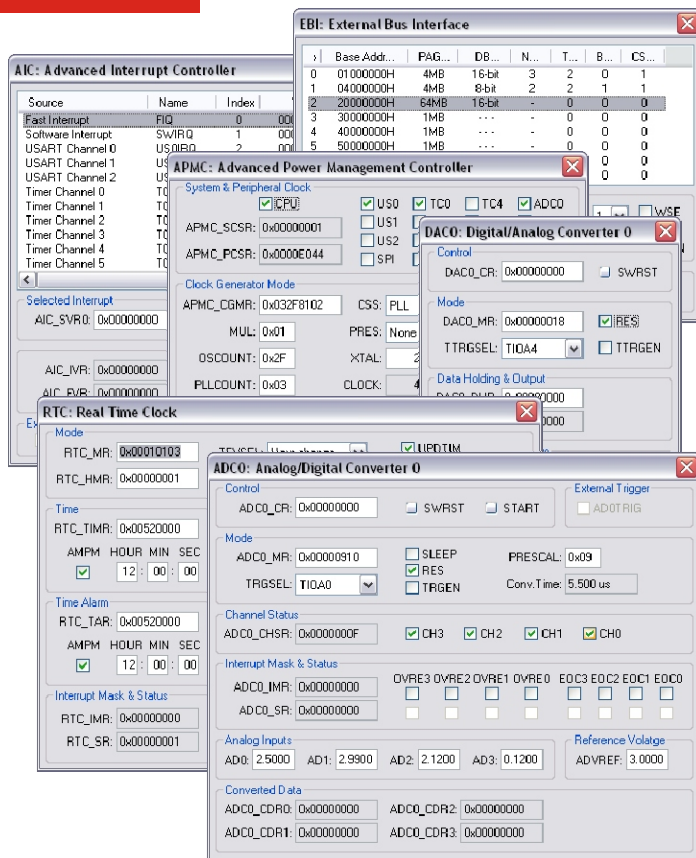 EBI: External Bus Interface
Base Addr... PAG... DB... N... T... B... CS...
0 01000000H 4MB 16-bit 3 2 0 1
1 04000000H 4MB 8-bit 2 2 1 1
2 20000000H 64MB 16-bit - 0 0 0
3 30000000H 1MB --- - 0 0 0
4 40000000H 1MB --- - 0 0 0
5 50000000H 1MB --- - 0 0 0
0 0
0 0
WSE
AIC: Advanced Interrupt Controller
Source Name Index
Fast Interrupt FIQ 0
Software Interrupt SWIRQ 1
USART Channel 0 US0IRQ 2
USART Channel 1
USART Channel 2
Timer Channel 0
Timer Channel 1
Timer Channel 2
Timer Channel 3
Timer Channel 4
Timer Channel 5
Selected Interrupt
AIC_SVR0: 0x00000000
AIC_IVR: 0x00000000
AIC_FVR: 0x00000000
APMC: Advanced Power Management Controller
System & Peripheral Clock
CPU US0 TC0 TC4 ADC0
APMC_SCSR: 0x00000001 US1
US2
APMC_PCSR: 0x0000E044 SPI
Clock Generator Mode
APMC_CGMR: 0x032F8102 CSS: PLL
MUL: 0x01 PRES: None
OSCOUNT: 0x2F XTAL:
PLLCOUNT: 0x03 CLOCK:
DAC0: Digital/Analog Converter 0
Control
DAC0_CR: 0x00000000 SWRST
Mode
DAC0_MR: 0x00000018 RES
TTRGSEL: TIOA4 TTRGEN
Data Holding & Output
RTC: Real Time Clock
Mode
RTC_MR: 0x00010103 UPDTIM
RTC_HMR: 0x00000001
Time
RTC_TIMR: 0x00520000
AMPM HOUR MIN SEC
12 : 00 : 00
Time Alarm
RTC_TAR: 0x00520000
AMPM HOUR MIN SEC
12 : 00 : 00
Interrupt Mask & Status
RTC_IMR: 0x00000000
RTC_SR: 0x00000001
ADC0: Analog/Digital Converter 0
Control External Trigger
ADC0_CR: 0x00000000 SWRST START AD0TRIG
Mode
ADC0_MR: 0x00000910 SLEEP PRESCAL: 0x09
RES
TRGSEL: TIOA0 TRGEN Conv.Time: 5.500 us
Channel Status
ADC0_CHSR: 0x0000000F CH3 CH2 CH1 CH0
Interrupt Mask & Status
OVRE3 OVRE2 OVRE1 OVRE0 EOC3 EOC2 EOC1 EOC0
ADC0_IMR: 0x00000000
ADC0_SR: 0x00000000
Analog Inputs Reference Volatge
AD0: 2.5000 AD1: 2.9900 AD2: 2.1200 AD3: 0.1200 ADVREF: 3.0000
Converted Data
ADC0_CDR0: 0x00000000 ADC0_CDR2: 0x00000000
ADC0_CDR1: 0x00000000 ADC0_CDR3: 0x00000000